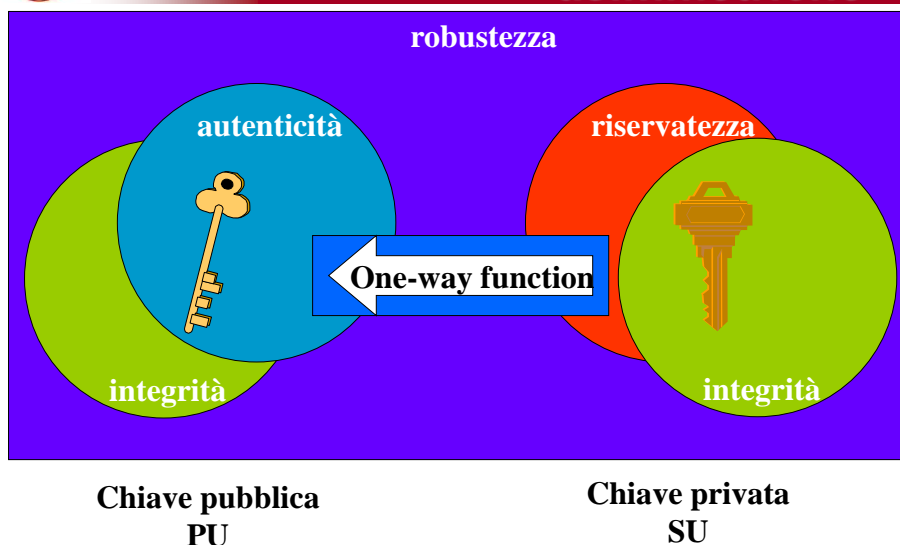 robustezza
autenticità
riservatezza
One-way function
integrità
integrità
Chiave pubblica
PU
Chiave privata
SU